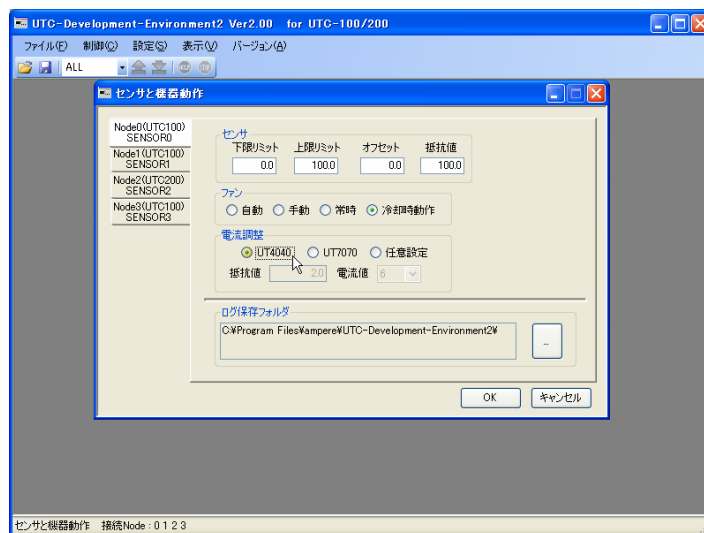 UTC-Development-Environment2 Ver2.00 for UTC-100/200
ファイル(F) 制御(C) 設定(S) 表示(V) バージョン(A)
ALL
センサと機器動作
Node0(UTC100)
SENSOR0
Node1(UTC100)
SENSOR1
Node2(UTC200)
SENSOR2
Node3(UTC100)
SENSOR3
センサ
下限リミット 上限リミット オフセット 抵抗値
0.0 100.0 0.0 100.0
ファン
自動 手動 常時 冷却時動作
電流調整
UT4040 UT7070 任意設定
抵抗値 2.0 電流値 6
ログ保存フォルダ
C:¥Program Files¥ampere¥UTC-Development-Environment2¥
...
OK キャンセル
センサと機器動作 接続Node : 0 1 2 3